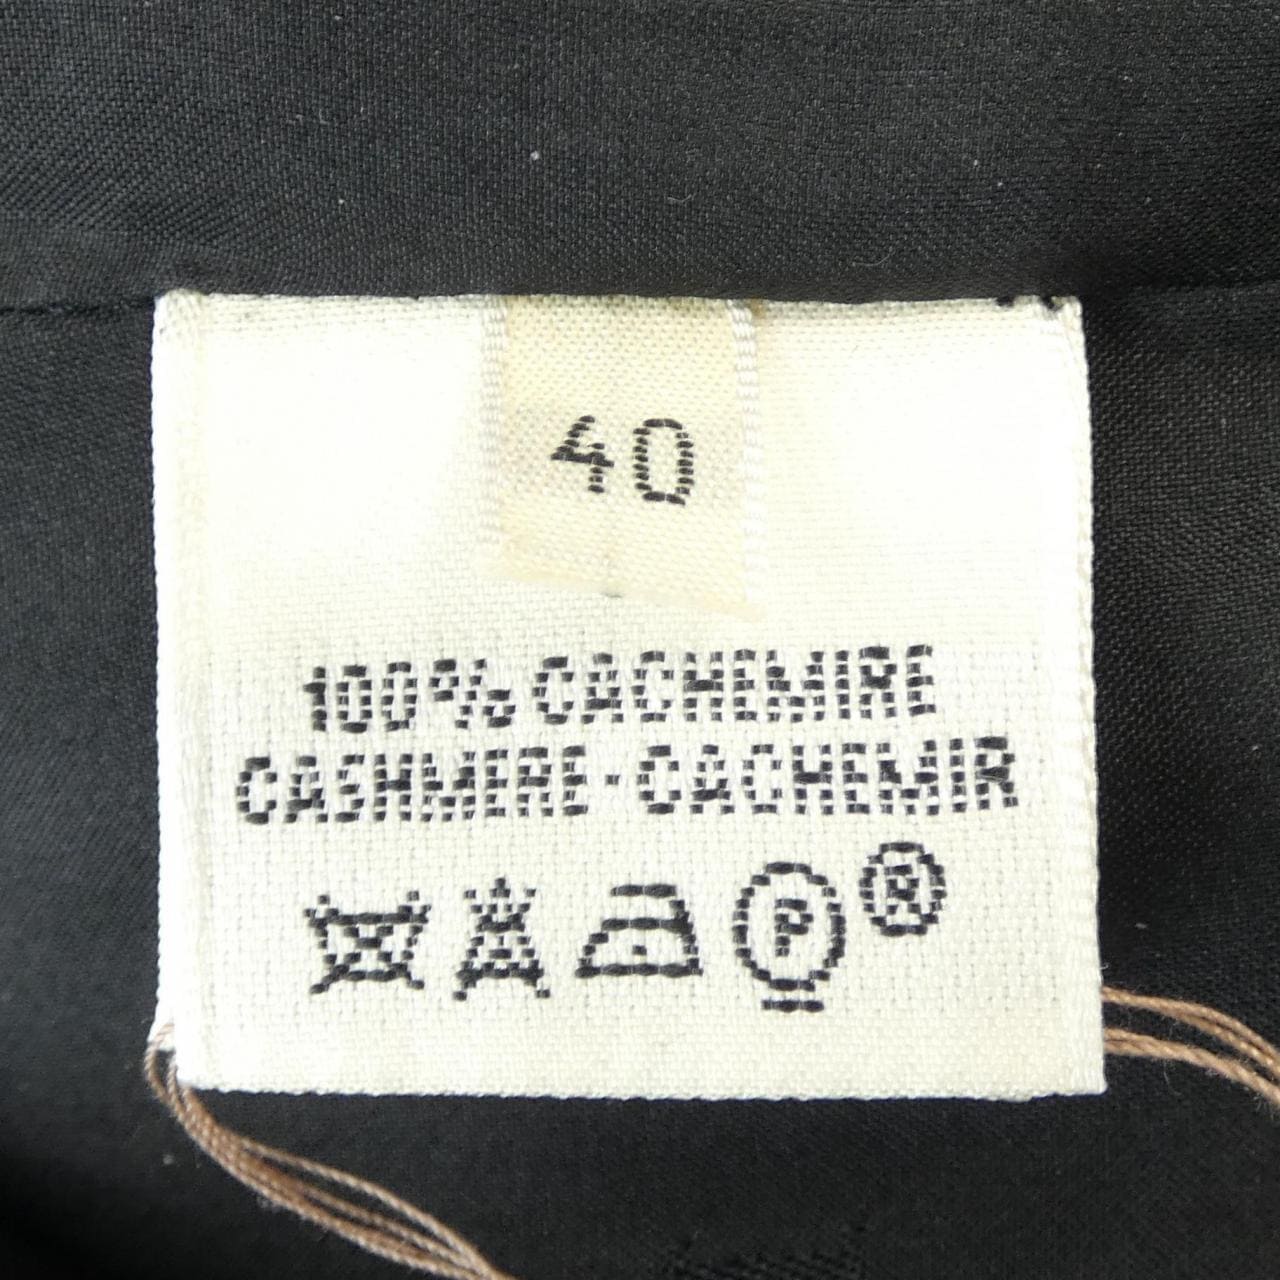 40
100% CACHEMIRE
CASHMERE·CACHEMIR
P Ⓝ